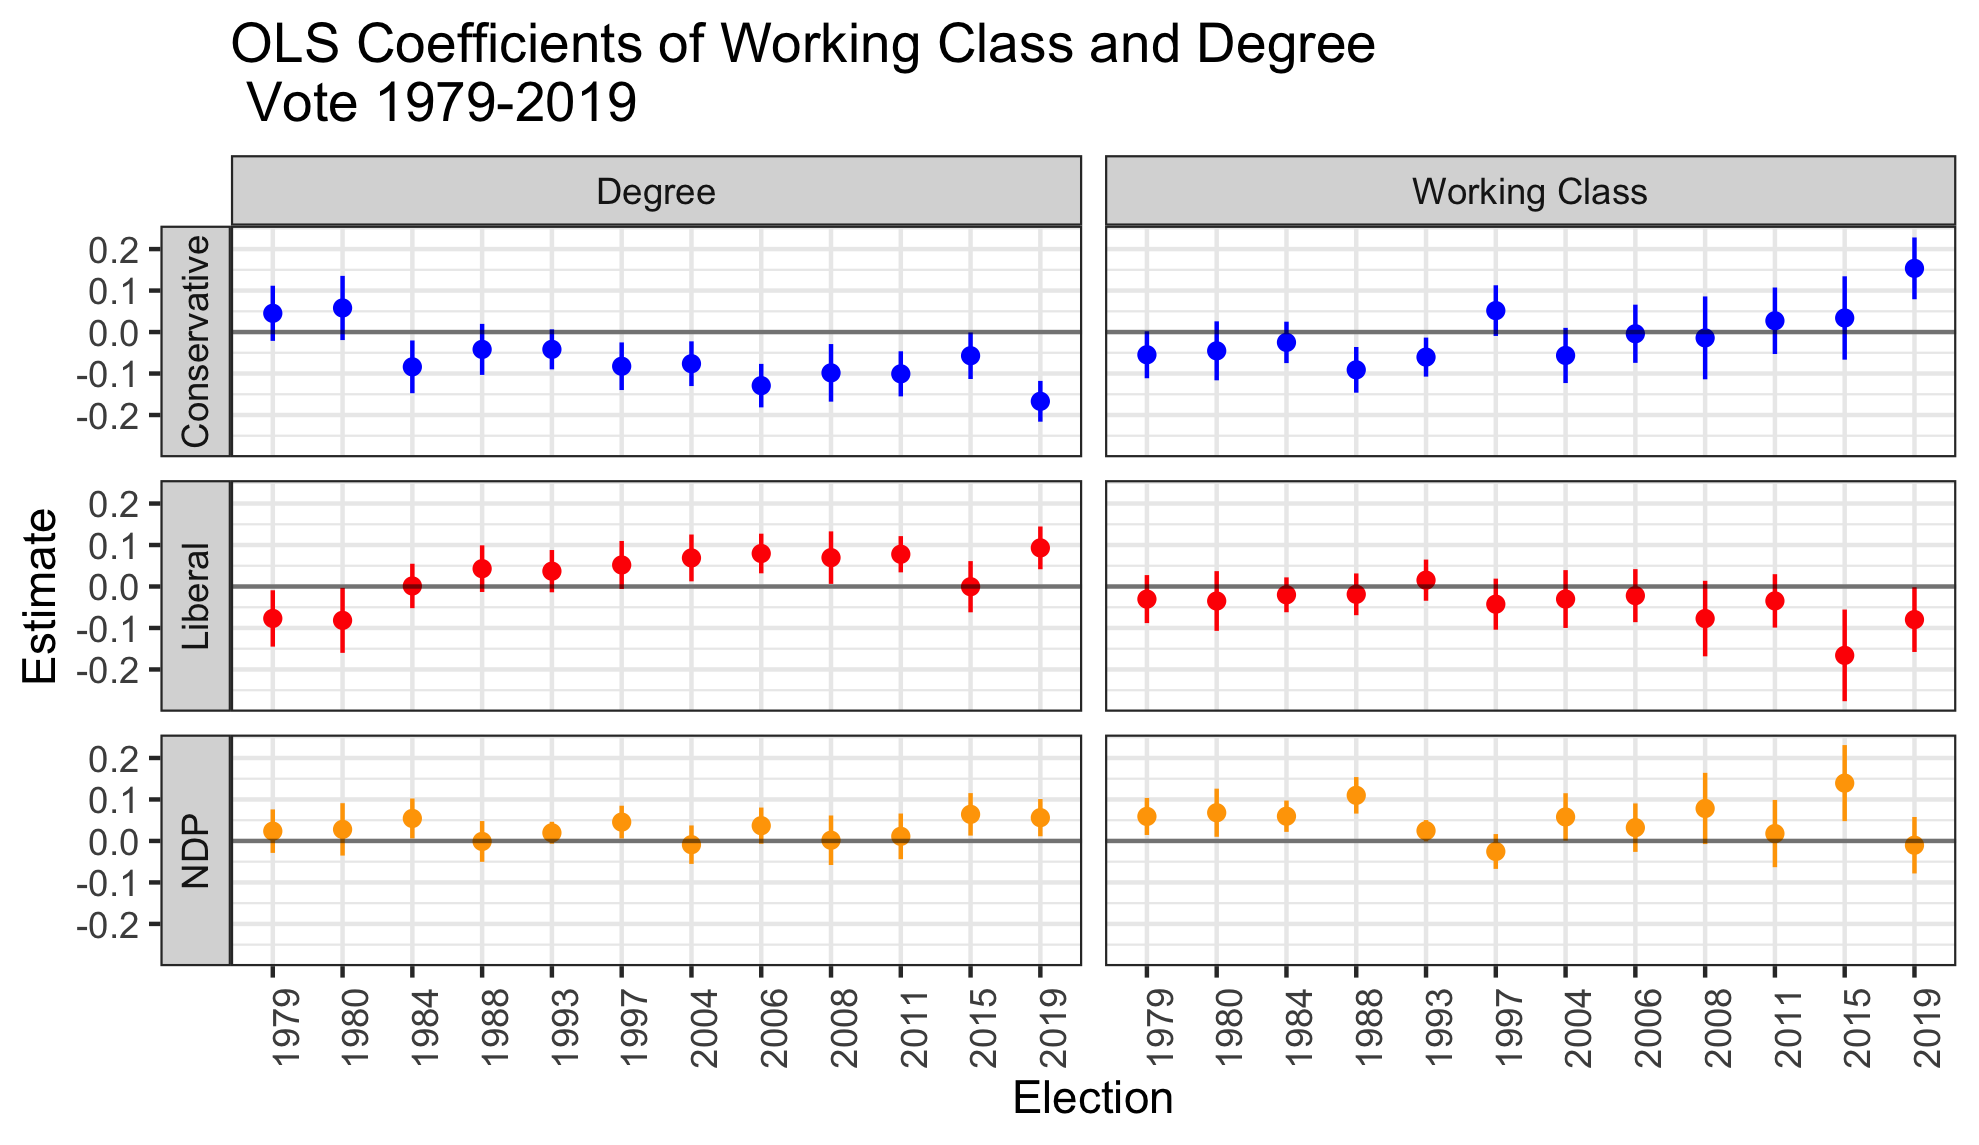 OLS Coefficients of Working Class and Degree
Vote 1979-2019
Degree
Working Class
Conservative
0.2
0.1
0.0
-0.1
-0.2
Liberal
0.2
0.1
0.0
-0.1
-0.2
NDP
0.2
0.1
0.0
-0.1
-0.2
Estimate
1979 1980 1984 1988 1993 1997 2004 2006 2008 2011 2015 2019
1979 1980 1984 1988 1993 1997 2004 2006 2008 2011 2015 2019
Election